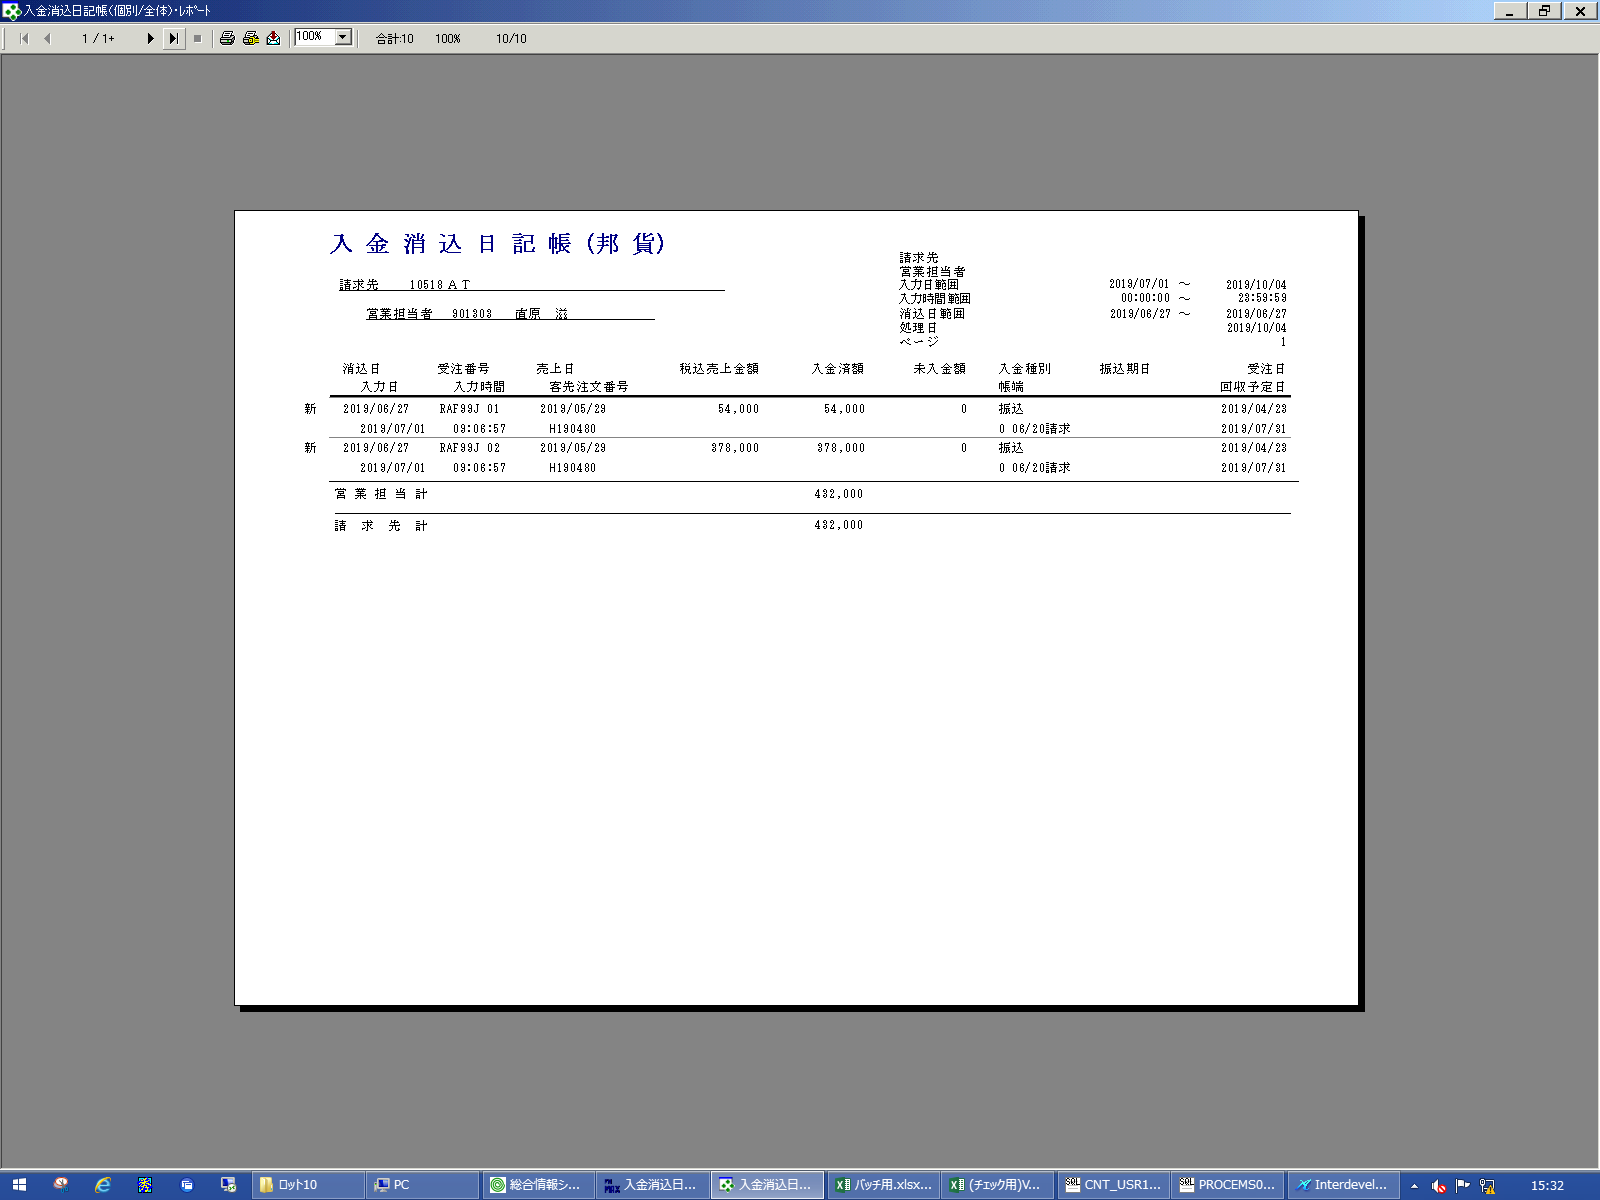 入金消込日記帳(個別/全体)・ﾚﾎﾟｰﾄ
1 / 1+ 100% 合計:10 100% 10/10
入 金 消 込 日 記 帳 (邦 貨)
請求先 10518 A T
営業担当者 901303 直原 滋
請求先
営業担当者
入力日範囲 2019/07/01 ～ 2019/10/04
入力時間範囲 00:00:00 ～ 23:59:59
消込日範囲 2019/06/27 ～ 2019/06/27
処理日 2019/10/04
ページ 1
消込日 受注番号 売上日 税込売上金額 入金済額 未入金額 入金種別 振込期日 受注日
入力日 入力時間 客先注文番号 帳端 回収予定日
新 2019/06/27 RAF99J 01 2019/05/29 54,000 54,000 0 振込 2019/04/23
2019/07/01 09:06:57 H190480 0 06/20請求 2019/07/31
新 2019/06/27 RAF99J 02 2019/05/29 378,000 378,000 0 振込 2019/04/23
2019/07/01 09:06:57 H190480 0 06/20請求 2019/07/31
営 業 担 当 計 432,000
請 求 先 計 432,000
ﾛｯﾄ10 PC 総合情報シ... 入金消込日... 入金消込日... バッチ用.xlsx... (チェック用)V... CNT_USR1... PROCEMS0... Interdevel... 15:32